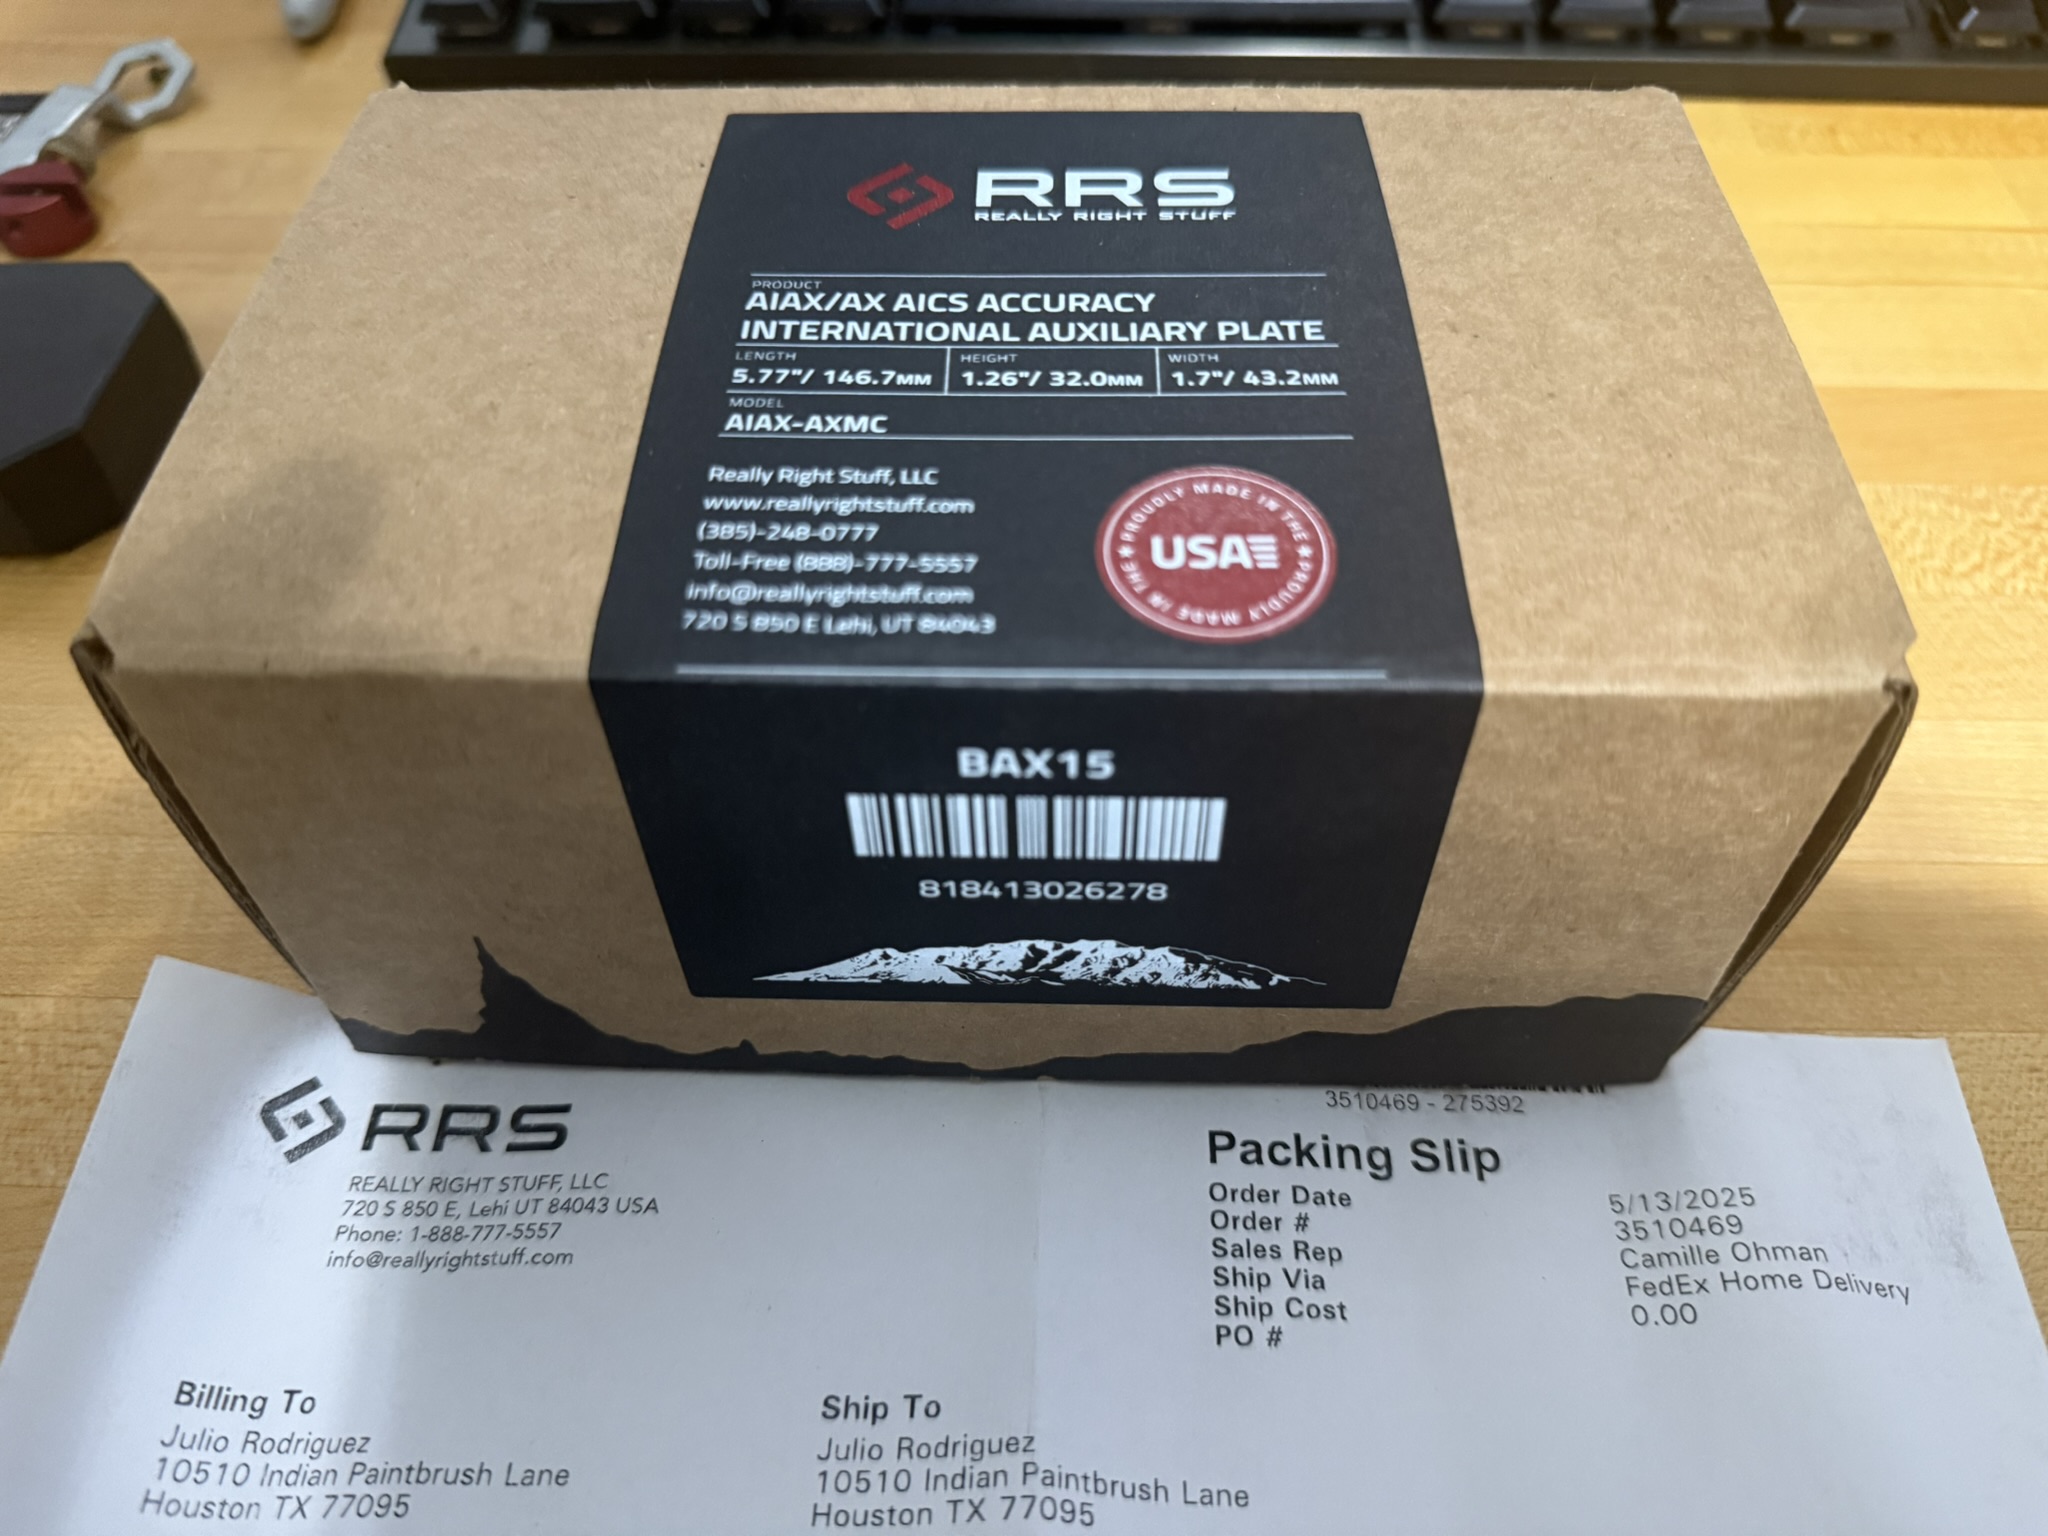 RRS
REALLY RIGHT STUFF
PRODUCT
AIAX/AX AICS ACCURACY
INTERNATIONAL AUXILIARY PLATE
LENGTH
5.77"/ 146.7MM
HEIGHT
1.26"/ 32.0MM
WIDTH
1.7"/ 43.2MM
MODEL
AIAX-AXMC
Really Right Stuff, LLC
www.reallyrightstuff.com
(385)-248-0777
Toll-Free (888)-777-5557
info@reallyrightstuff.com
720 S 850 E Lehi, UT 84043
PROUDLY MADE IN THE
USA
PROUDLY MADE IN THE
BAX15
818413026278
RRS
REALLY RIGHT STUFF, LLC
720 S 850 E, Lehi UT 84043 USA
Phone: 1-888-777-5557
info@reallyrightstuff.com
3510469 - 275392
Packing Slip
Order Date 5/13/2025
Order # 3510469
Sales Rep Camille Ohman
Ship Via FedEx Home Delivery
Ship Cost 0.00
PO #
Billing To
Julio Rodriguez
10510 Indian Paintbrush Lane
Houston TX 77095
Ship To
Julio Rodriguez
10510 Indian Paintbrush Lane
Houston TX 77095